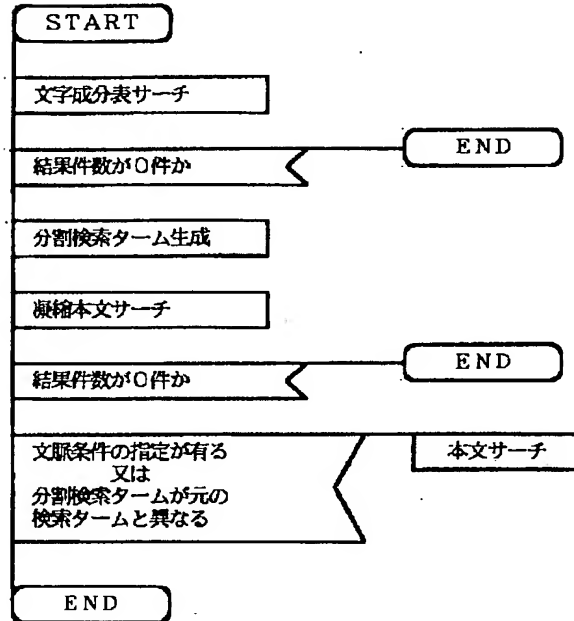 START
文字成分表サーチ
結果件数が0件か
END
分割検索ターム生成
凝縮本文サーチ
結果件数が0件か
END
文脈条件の指定が有る
又は
分割検索タームが元の
検索タームと異なる
本文サーチ
END